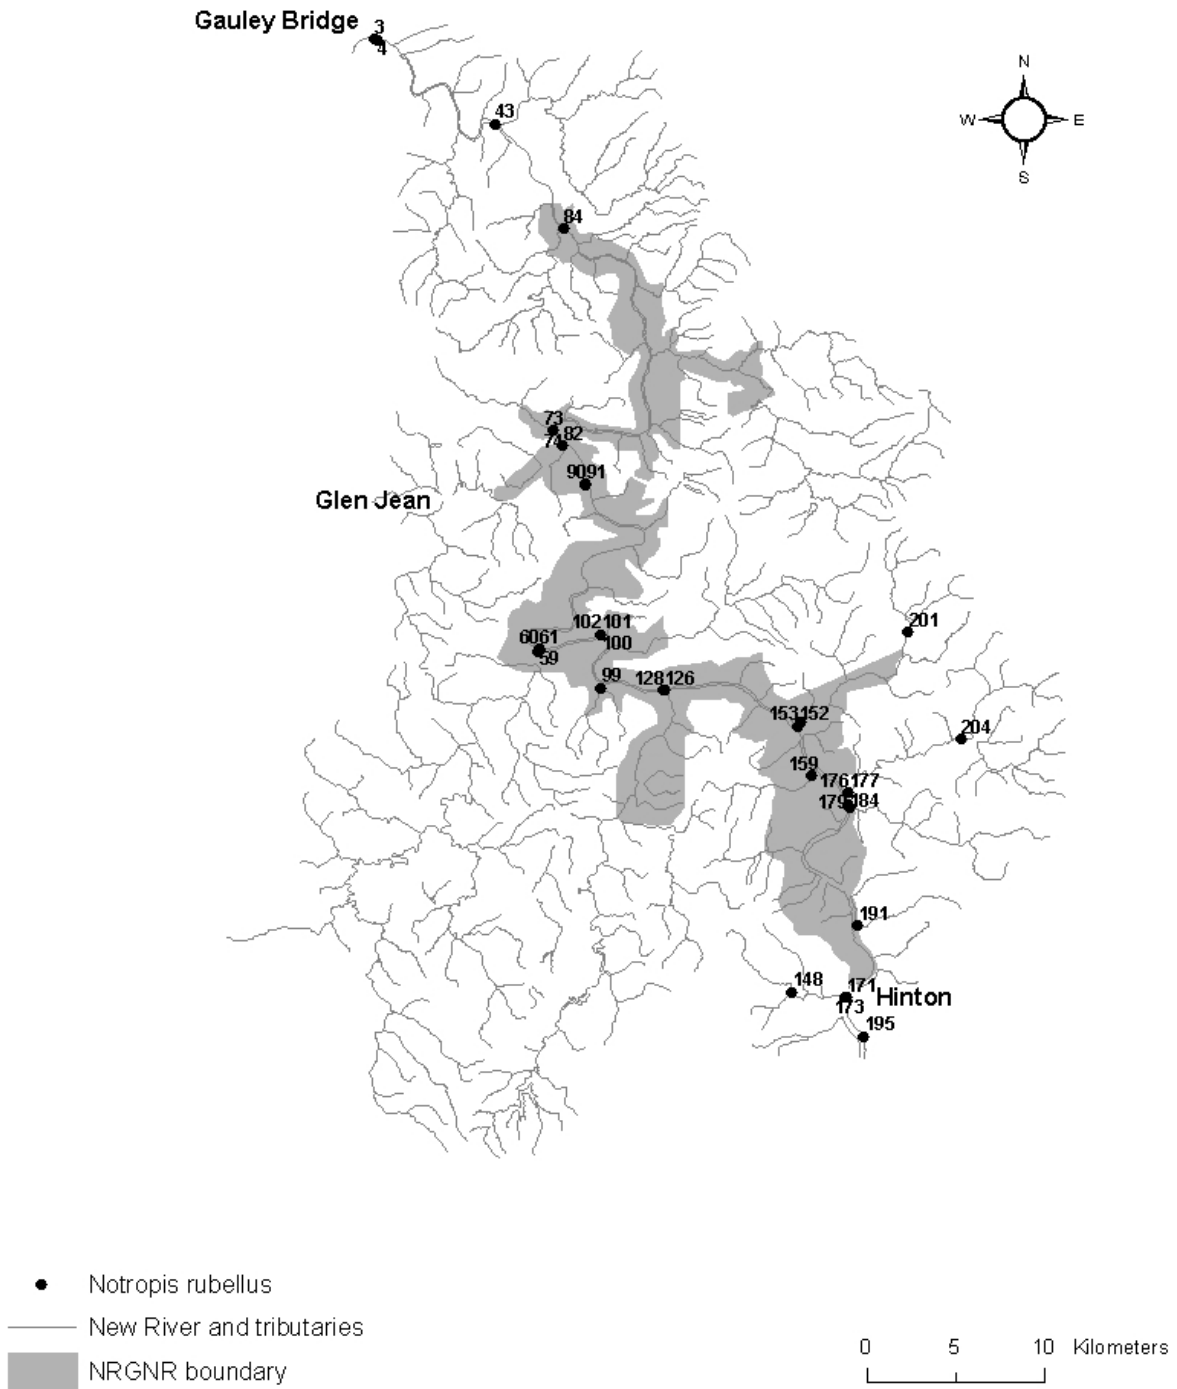 Gauley Bridge
3
4
N
W E
S
43
84
73
74 82
9091
Glen Jean
102101
100
6061
59
99
128126
201
153152
204
159
176177
179 184
191
148
171
173
Hinton
195
Notropis rubellus
New River and tributaries
NRGNR boundary
0 5 10 Kilometers